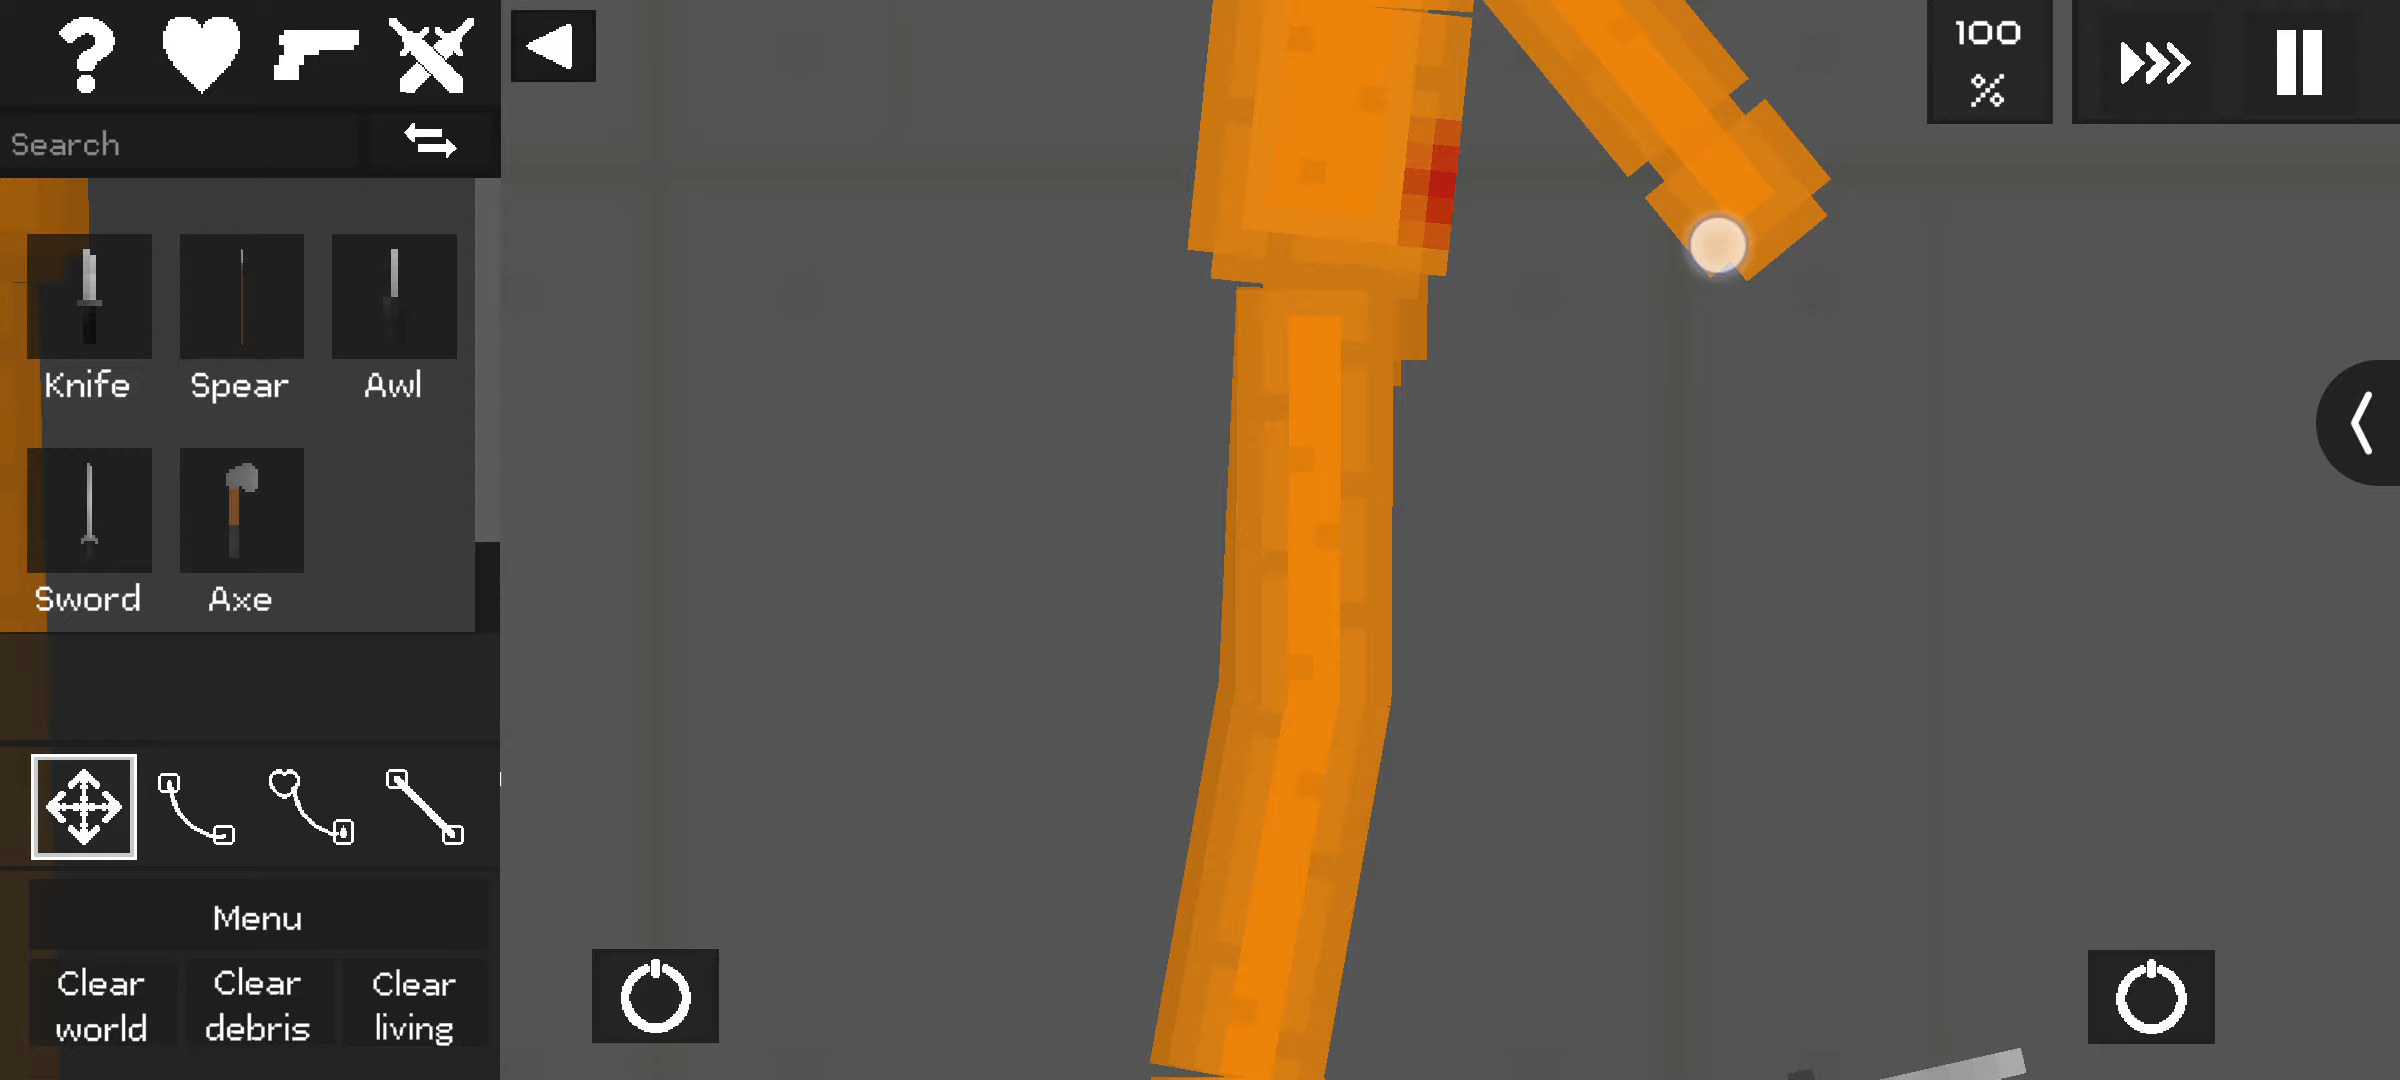 ?
100
%
Search
Knife Spear Awl
Sword Axe
Menu
Clear Clear Clear
world debris living